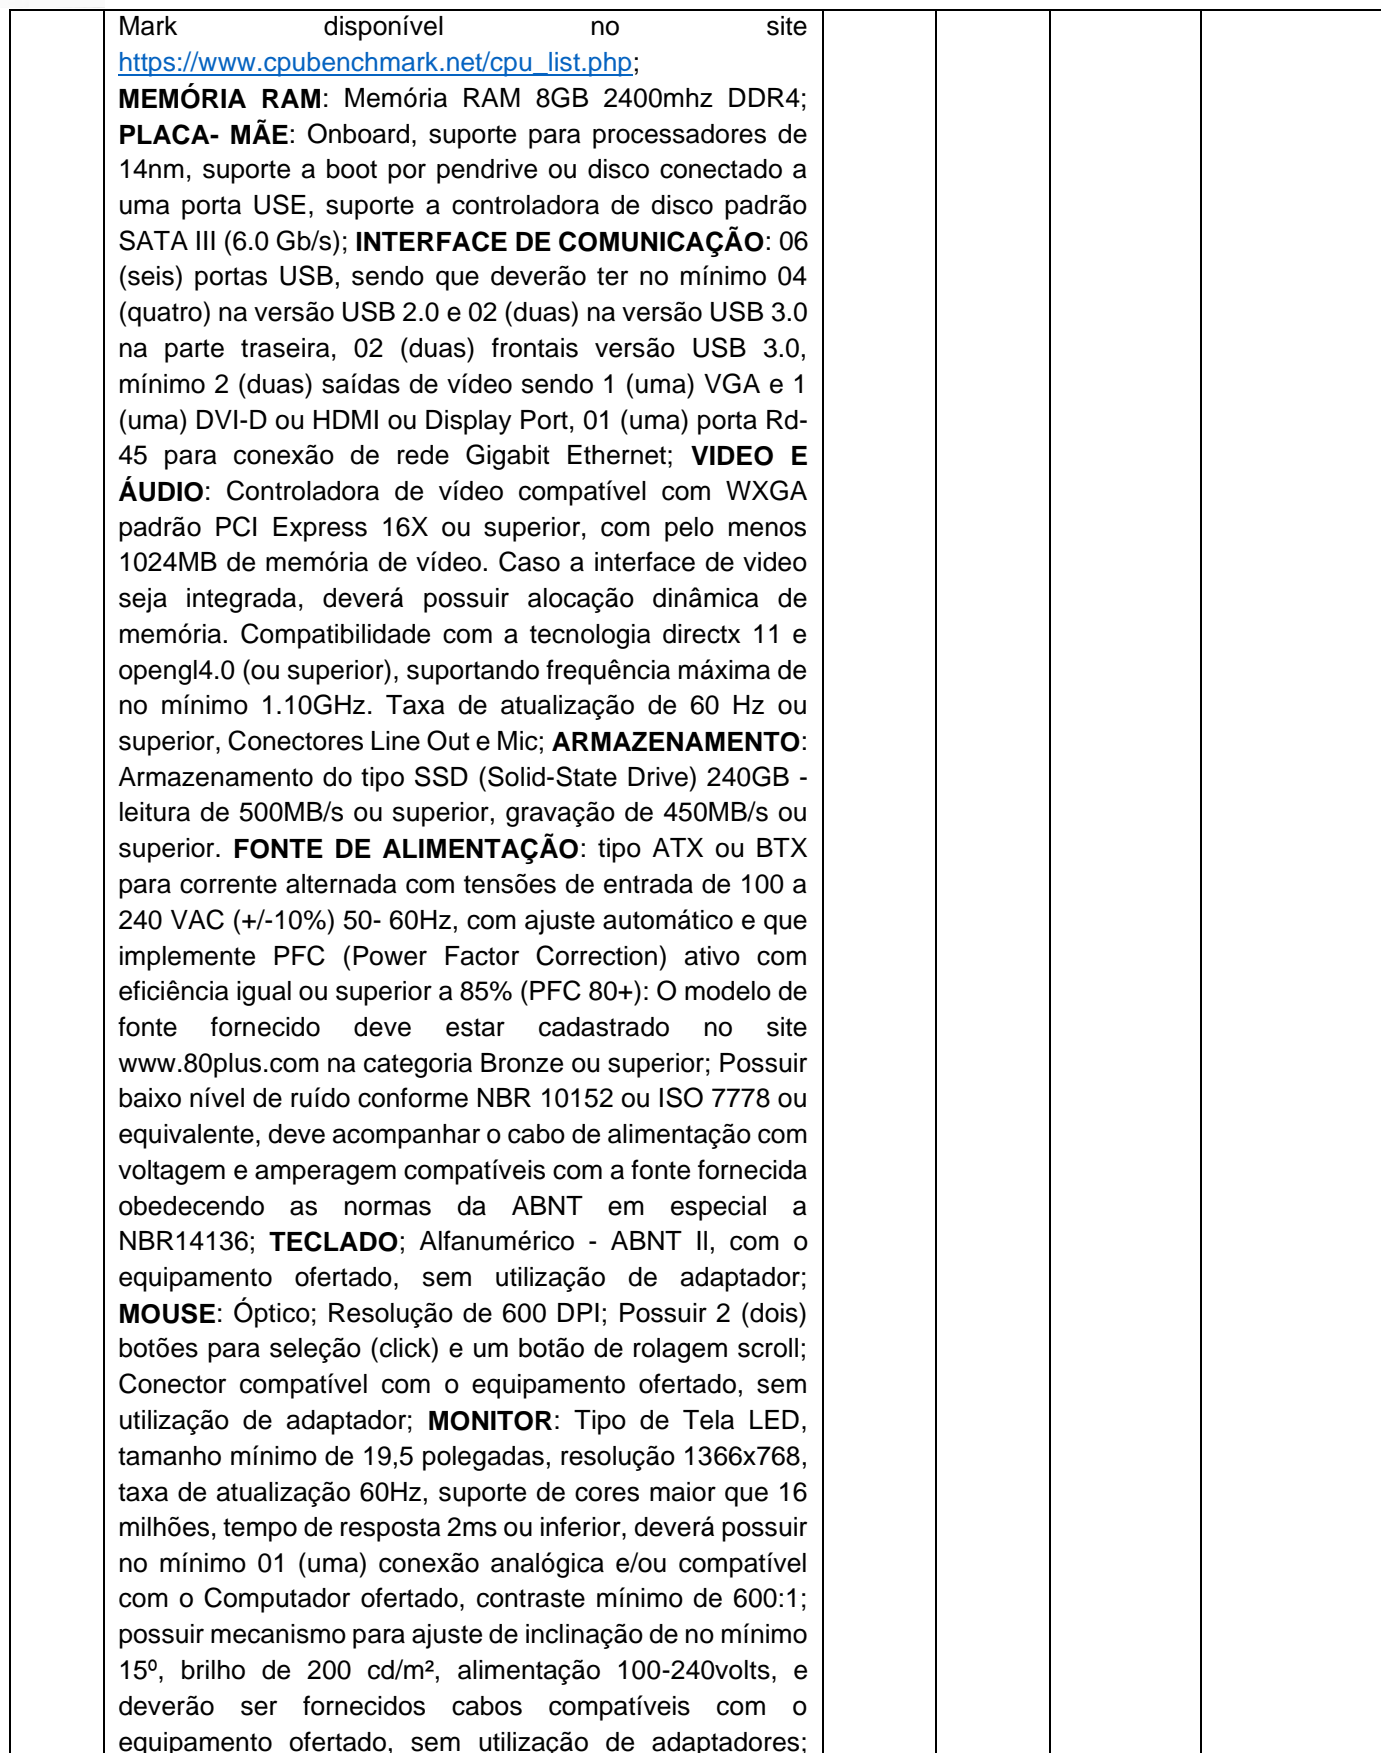 Mark disponível no site
https://www.cpubenchmark.net/cpu_list.php;
MEMÓRIA RAM: Memória RAM 8GB 2400mhz DDR4;
PLACA- MÃE: Onboard, suporte para processadores de
14nm, suporte a boot por pendrive ou disco conectado a
uma porta USE, suporte a controladora de disco padrão
SATA III (6.0 Gb/s); INTERFACE DE COMUNICAÇÃO: 06
(seis) portas USB, sendo que deverão ter no mínimo 04
(quatro) na versão USB 2.0 e 02 (duas) na versão USB 3.0
na parte traseira, 02 (duas) frontais versão USB 3.0,
mínimo 2 (duas) saídas de vídeo sendo 1 (uma) VGA e 1
(uma) DVI-D ou HDMI ou Display Port, 01 (uma) porta Rd-
45 para conexão de rede Gigabit Ethernet; VIDEO E
ÁUDIO: Controladora de vídeo compatível com WXGA
padrão PCI Express 16X ou superior, com pelo menos
1024MB de memória de vídeo. Caso a interface de video
seja integrada, deverá possuir alocação dinâmica de
memória. Compatibilidade com a tecnologia directx 11 e
opengl4.0 (ou superior), suportando frequência máxima de
no mínimo 1.10GHz. Taxa de atualização de 60 Hz ou
superior, Conectores Line Out e Mic; ARMAZENAMENTO:
Armazenamento do tipo SSD (Solid-State Drive) 240GB -
leitura de 500MB/s ou superior, gravação de 450MB/s ou
superior. FONTE DE ALIMENTAÇÃO: tipo ATX ou BTX
para corrente alternada com tensões de entrada de 100 a
240 VAC (+/-10%) 50- 60Hz, com ajuste automático e que
implemente PFC (Power Factor Correction) ativo com
eficiência igual ou superior a 85% (PFC 80+): O modelo de
fonte fornecido deve estar cadastrado no site
www.80plus.com na categoria Bronze ou superior; Possuir
baixo nível de ruído conforme NBR 10152 ou ISO 7778 ou
equivalente, deve acompanhar o cabo de alimentação com
voltagem e amperagem compatíveis com a fonte fornecida
obedecendo as normas da ABNT em especial a
NBR14136; TECLADO; Alfanumérico - ABNT Il, com o
equipamento ofertado, sem utilização de adaptador;
MOUSE: Óptico; Resolução de 600 DPI; Possuir 2 (dois)
botões para seleção (click) e um botão de rolagem scroll;
Conector compatível com o equipamento ofertado, sem
utilização de adaptador; MONITOR: Tipo de Tela LED,
tamanho mínimo de 19,5 polegadas, resolução 1366x768,
taxa de atualização 60Hz, suporte de cores maior que 16
milhões, tempo de resposta 2ms ou inferior, deverá possuir
no mínimo 01 (uma) conexão analógica e/ou compatível
com o Computador ofertado, contraste mínimo de 600:1;
possuir mecanismo para ajuste de inclinação de no mínimo
15º, brilho de 200 cd/m², alimentação 100-240volts, e
deverão ser fornecidos cabos compatíveis com o
equipamento ofertado, sem utilização de adaptadores;